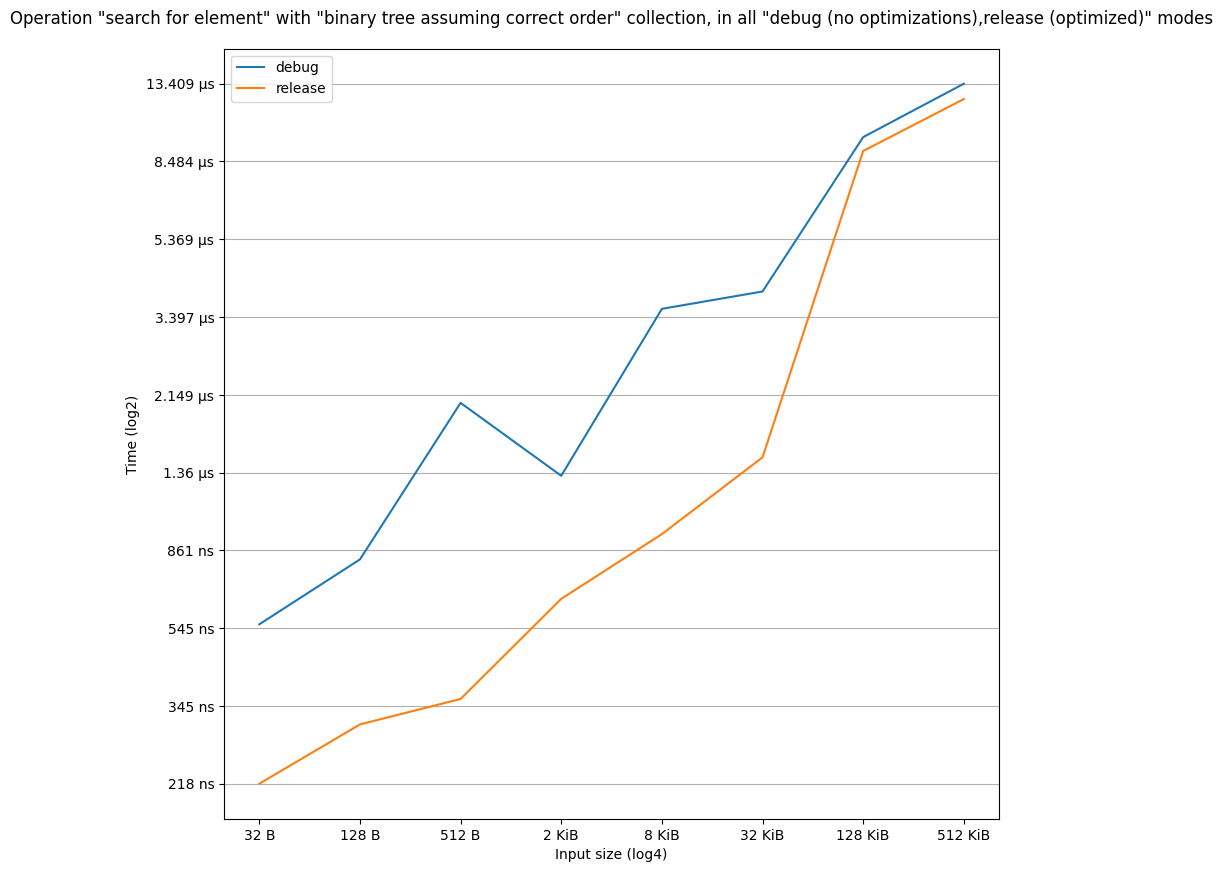 Operation "search for element" with "binary tree assuming correct order" collection, in all "debug (no optimizations),release (optimized)" modes
debug
release
13.409 µs
8.484 µs
5.369 µs
3.397 µs
2.149 µs
1.36 µs
861 ns
545 ns
345 ns
218 ns
Time (log2)
32 B
128 B
512 B
2 KiB
8 KiB
32 KiB
128 KiB
512 KiB
Input size (log4)